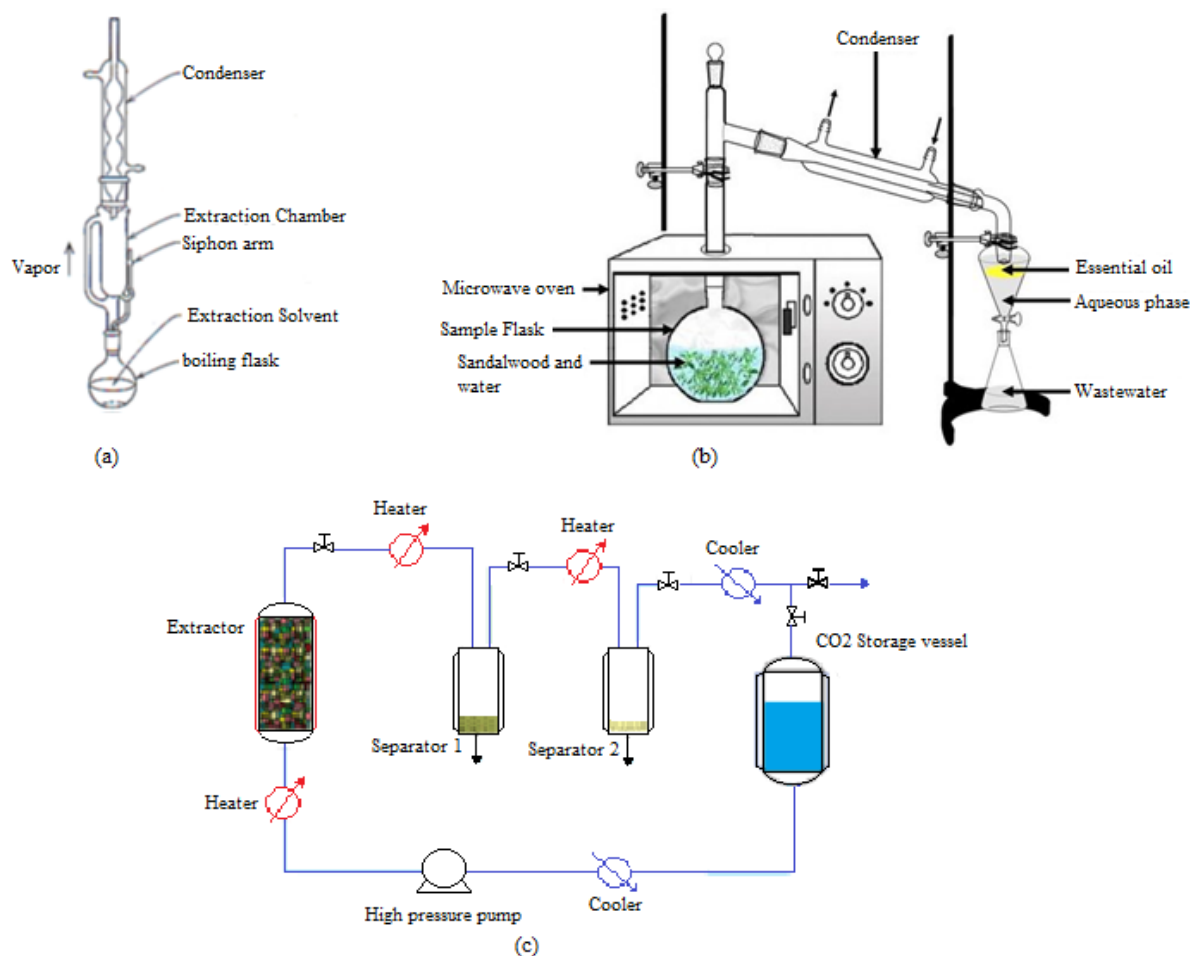 Condenser
Extraction Chamber
Siphon arm
Vapor
Extraction Solvent
boiling flask
(a)
Condenser
Microwave oven
Sample Flask
Sandalwood and
water
Essential oil
Aqueous phase
Wastewater
(b)
Heater
Heater
Cooler
Extractor
CO2 Storage vessel
Separator 1
Separator 2
Heater
High pressure pump
Cooler
(c)